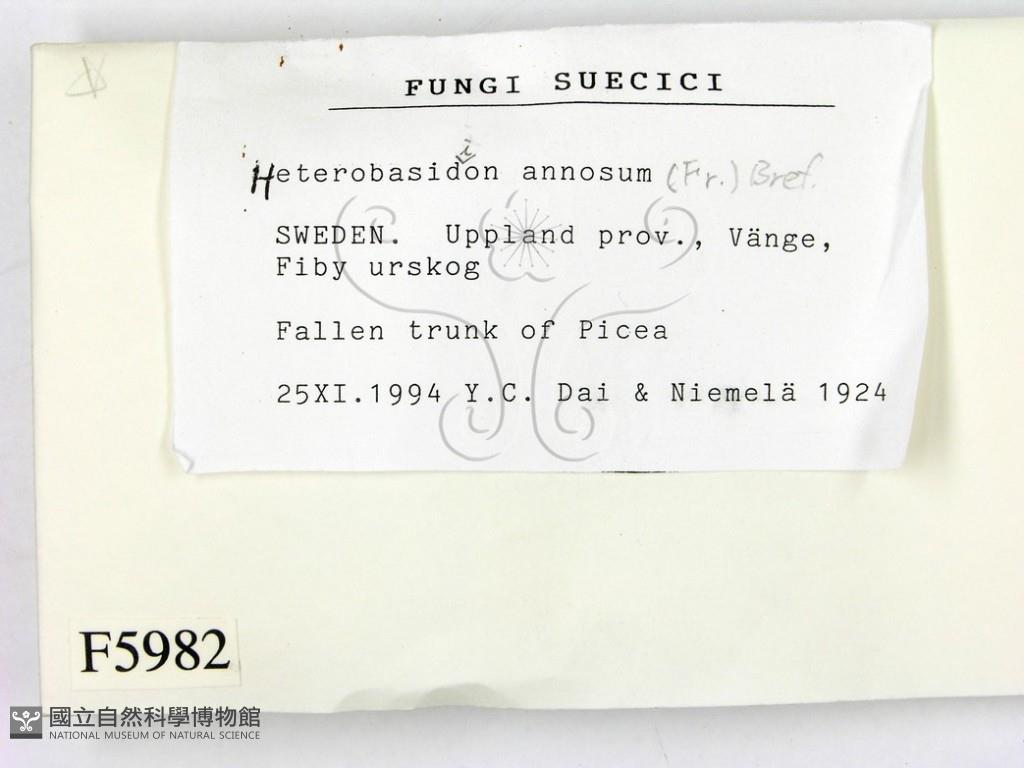 FUNGI SUECICI
Heterobasidion annosum (Fr.) Bref.
SWEDEN. Uppland prov., Vänge,
Fiby urskog
Fallen trunk of Picea
25XI.1994 Y.C. Dai & Niemelä 1924
F5982
國立自然科學博物館
NATIONAL MUSEUM OF NATURAL SCIENCE